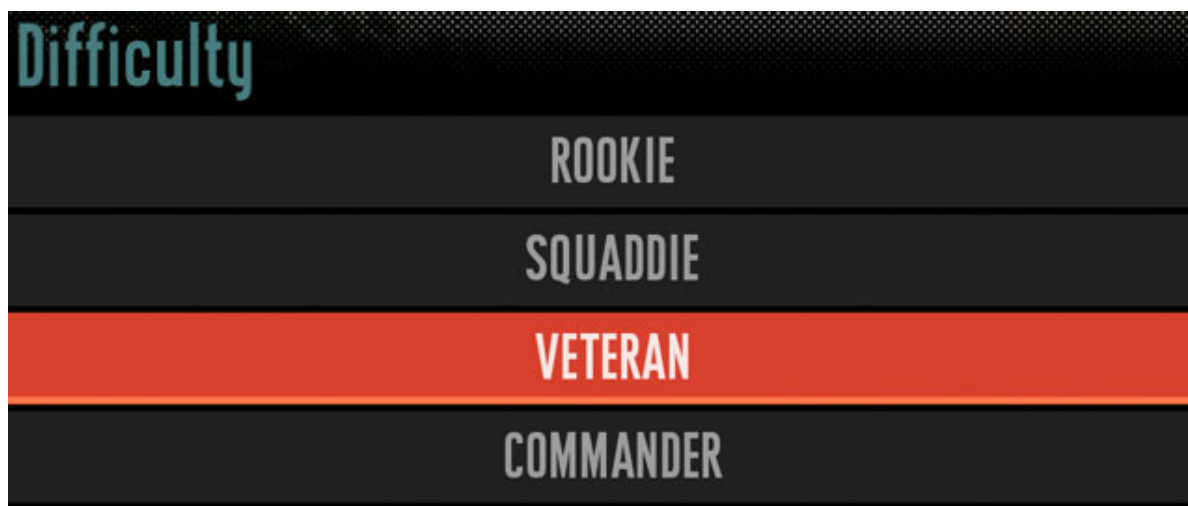 Difficulty
ROOKIE
SQUADDIE
VETERAN
COMMANDER